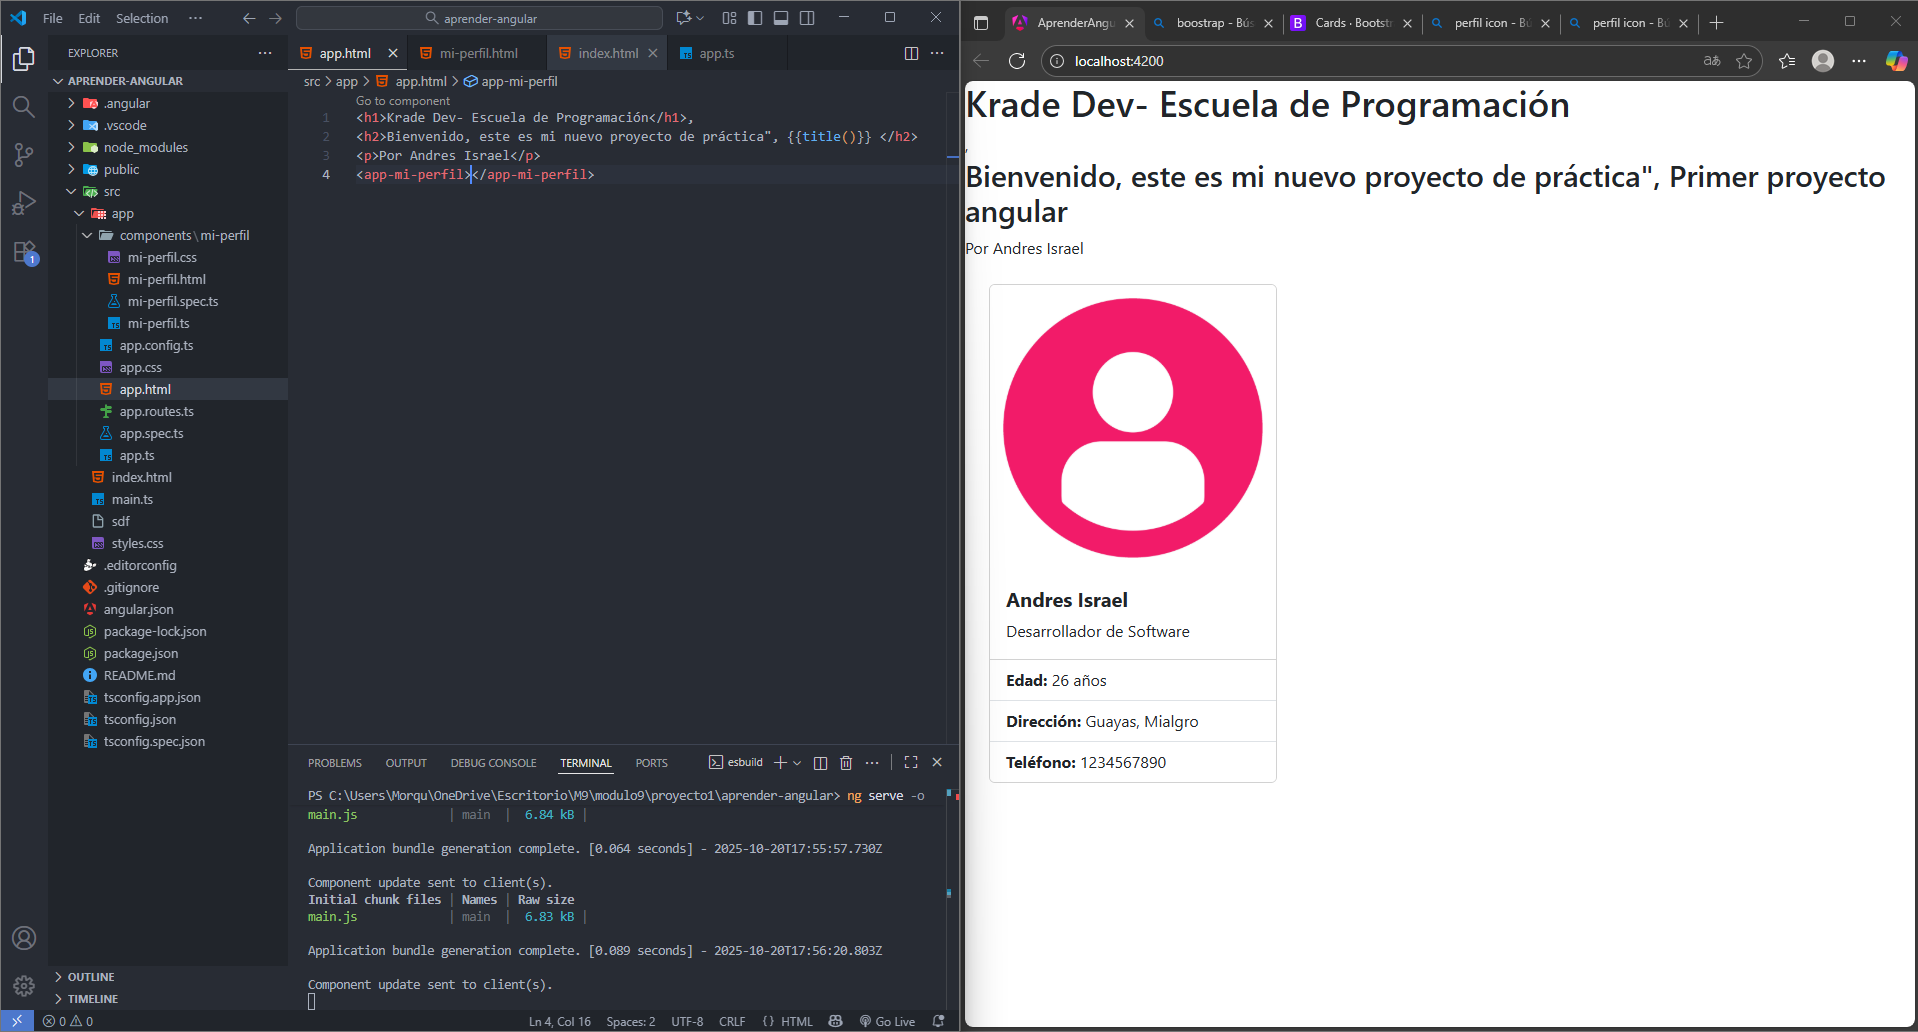 File Edit Selection ··· aprender-angular
EXPLORER ···
APRENDER-ANGULAR
.angular
.vscode
node_modules
public
src
app
components\mi-perfil
mi-perfil.css
mi-perfil.html
mi-perfil.spec.ts
mi-perfil.ts
app.config.ts
app.css
app.html
app.routes.ts
app.spec.ts
app.ts
index.html
main.ts
sdf
styles.css
.editorconfig
.gitignore
angular.json
package-lock.json
package.json
README.md
tsconfig.app.json
tsconfig.json
tsconfig.spec.json
OUTLINE
TIMELINE
1
app.html mi-perfil.html index.html app.ts
src > app > app.html > app-mi-perfil
Go to component
1 <h1>Krade Dev- Escuela de Programación</h1>,
2 <h2>Bienvenido, este es mi nuevo proyecto de práctica", {{title()}} </h2>
3 <p>Por Andres Israel</p>
4 <app-mi-perfil></app-mi-perfil>
PROBLEMS OUTPUT DEBUG CONSOLE TERMINAL PORTS esbuild
PS C:\Users\Morqu\OneDrive\Escritorio\M9\modulo9\proyecto1\aprender-angular> ng serve -o
main.js | main | 6.84 kB |
Application bundle generation complete. [0.064 seconds] - 2025-10-20T17:55:57.730Z
Component update sent to client(s).
Initial chunk files | Names | Raw size
main.js | main | 6.83 kB |
Application bundle generation complete. [0.089 seconds] - 2025-10-20T17:56:20.803Z
Component update sent to client(s).
0 0 Ln 4, Col 16 Spaces: 2 UTF-8 CRLF {} HTML Go Live
AprenderAngu boostrap - Bús Cards · Bootstr perfil icon - Bú perfil icon - Bú
localhost:4200
Krade Dev- Escuela de Programación
,
Bienvenido, este es mi nuevo proyecto de práctica", Primer proyecto
angular
Por Andres Israel
Andres Israel
Desarrollador de Software
Edad: 26 años
Dirección: Guayas, Mialgro
Teléfono: 1234567890